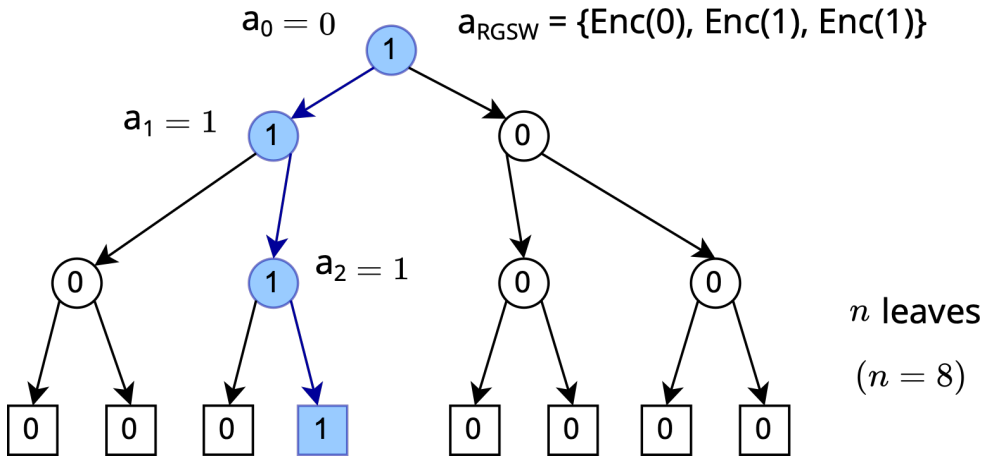 a₀ = 0
a_RGSW = {Enc(0), Enc(1), Enc(1)}
1
a₁ = 1
1
0
0
1
a₂ = 1
0
0
n leaves
(n = 8)
0
0
0
1
0
0
0
0